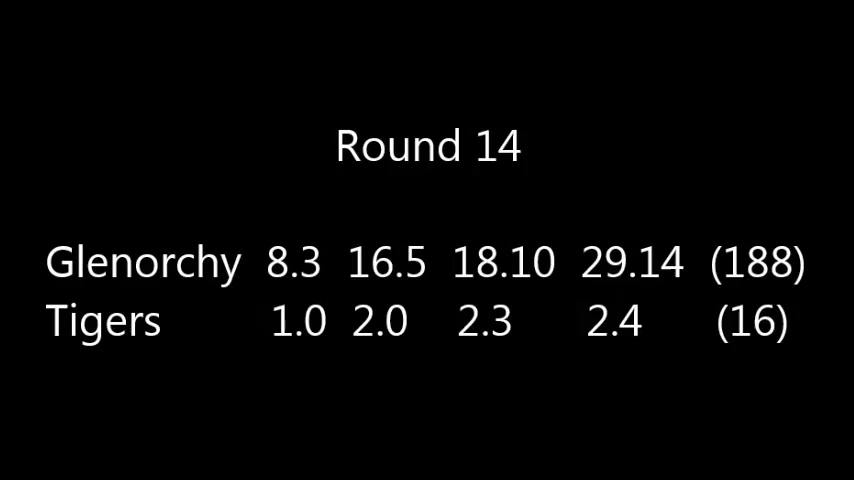 Round 14
Glenorchy 8.3 16.5 18.10 29.14 (188)
Tigers 1.0 2.0 2.3 2.4 (16)